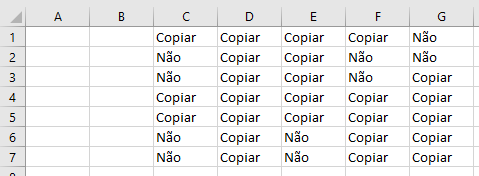 A B C D E F G
1 Copiar Copiar Copiar Copiar Não
2 Não Copiar Copiar Não Não
3 Não Copiar Copiar Não Copiar
4 Copiar Copiar Copiar Copiar Copiar
5 Copiar Copiar Copiar Copiar Copiar
6 Não Copiar Não Copiar Copiar
7 Não Copiar Não Copiar Copiar